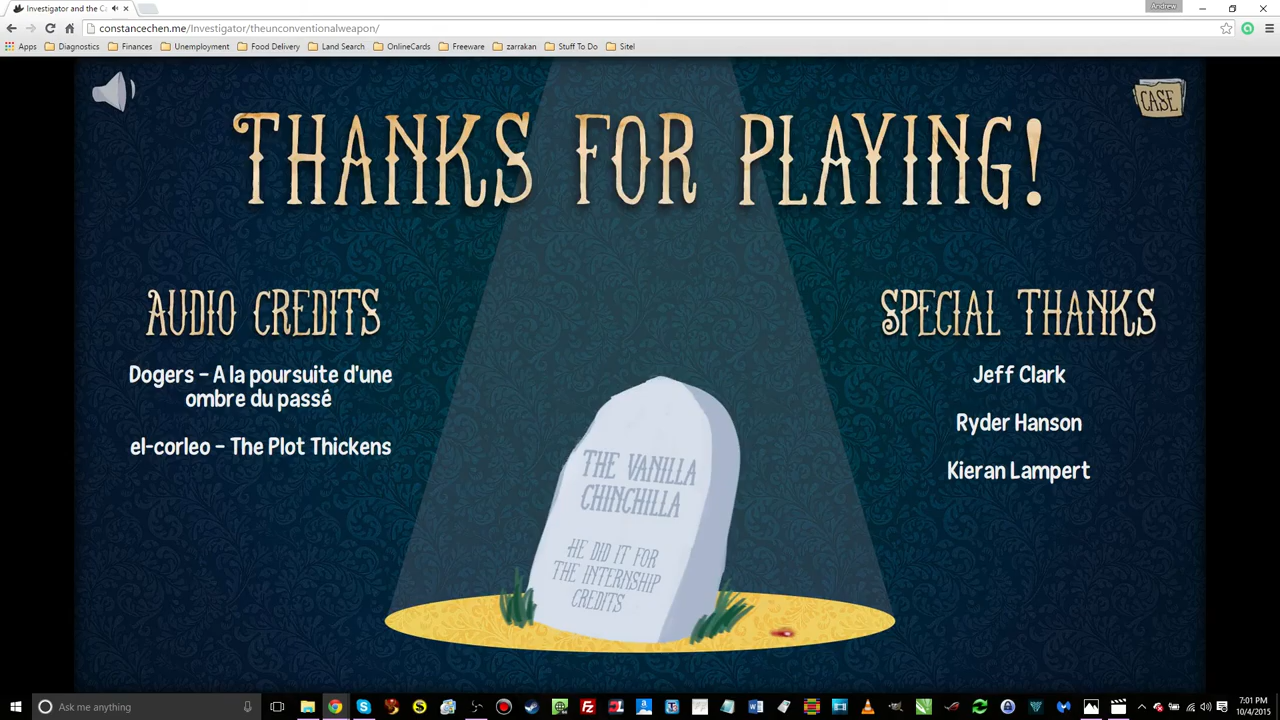 Investigator and the Ca
Andrew
constancechen.me/Investigator/theunconventionalweapon/
Apps Diagnostics Finances Unemployment Food Delivery Land Search OnlineCards Freeware zarrakan Stuff To Do Sitel
CASE
THANKS FOR PLAYING!
AUDIO CREDITS
Dogers – A la poursuite d'une
ombre du passé
el-corleo – The Plot Thickens
SPECIAL THANKS
Jeff Clark
Ryder Hanson
Kieran Lampert
THE VANILLA
CHINCHILLA
HE DID IT FOR
THE INTERNSHIP
CREDITS
Ask me anything
7:01 PM
10/4/2015